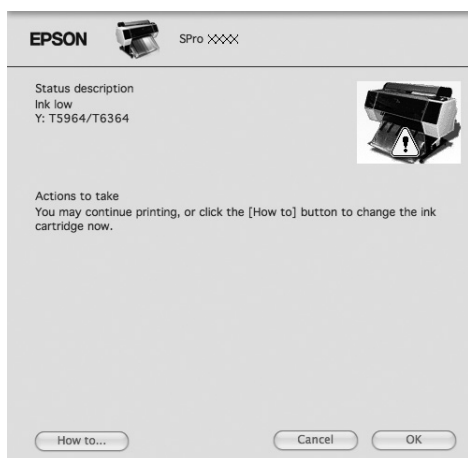 EPSON
SPro XXXX
Status description
Ink low
Y: T5964/T6364
Actions to take
You may continue printing, or click the [How to] button to change the ink
cartridge now.
How to...
Cancel
OK